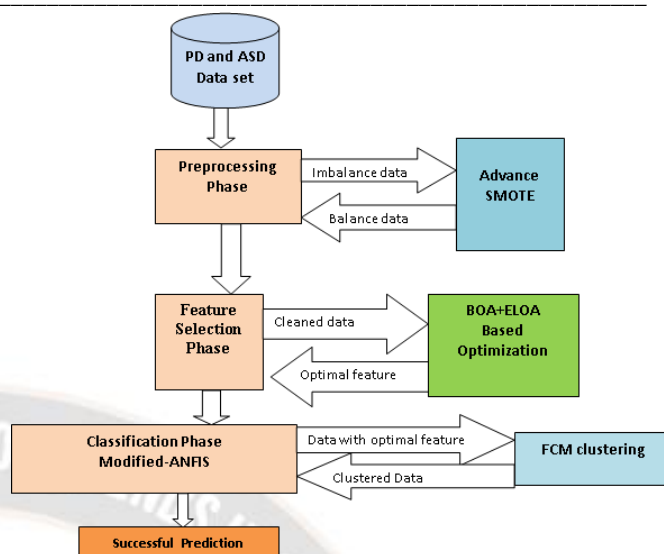 PD and ASD
Data set
Preprocessing
Phase
Imbalance data
Balance data
Advance
SMOTE
Feature
Selection
Phase
Cleaned data
Optimal feature
BOA+ELOA
Based
Optimization
Classification Phase
Modified-ANFIS
Data with optimal feature
Clustered Data
FCM clustering
Successful Prediction